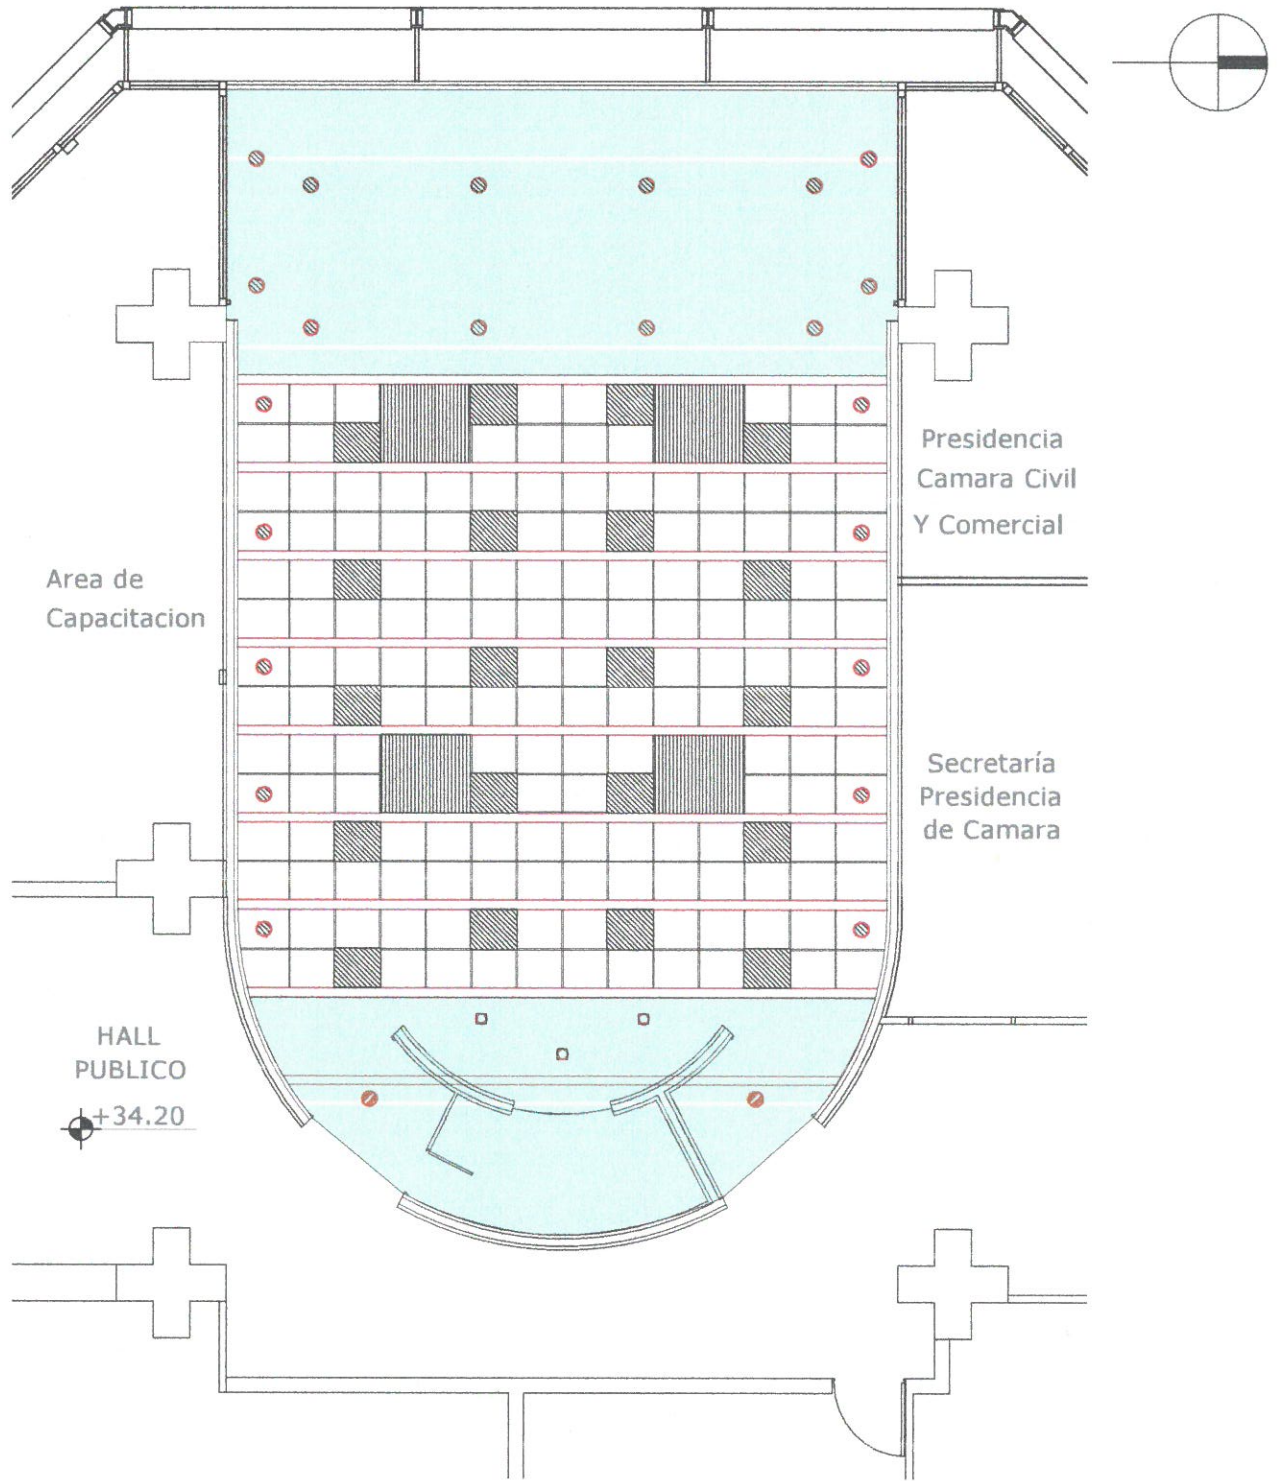 Presidencia
Camara Civil
Y Comercial
Area de
Capacitacion
Secretaría
Presidencia
de Camara
HALL
PUBLICO
+34.20